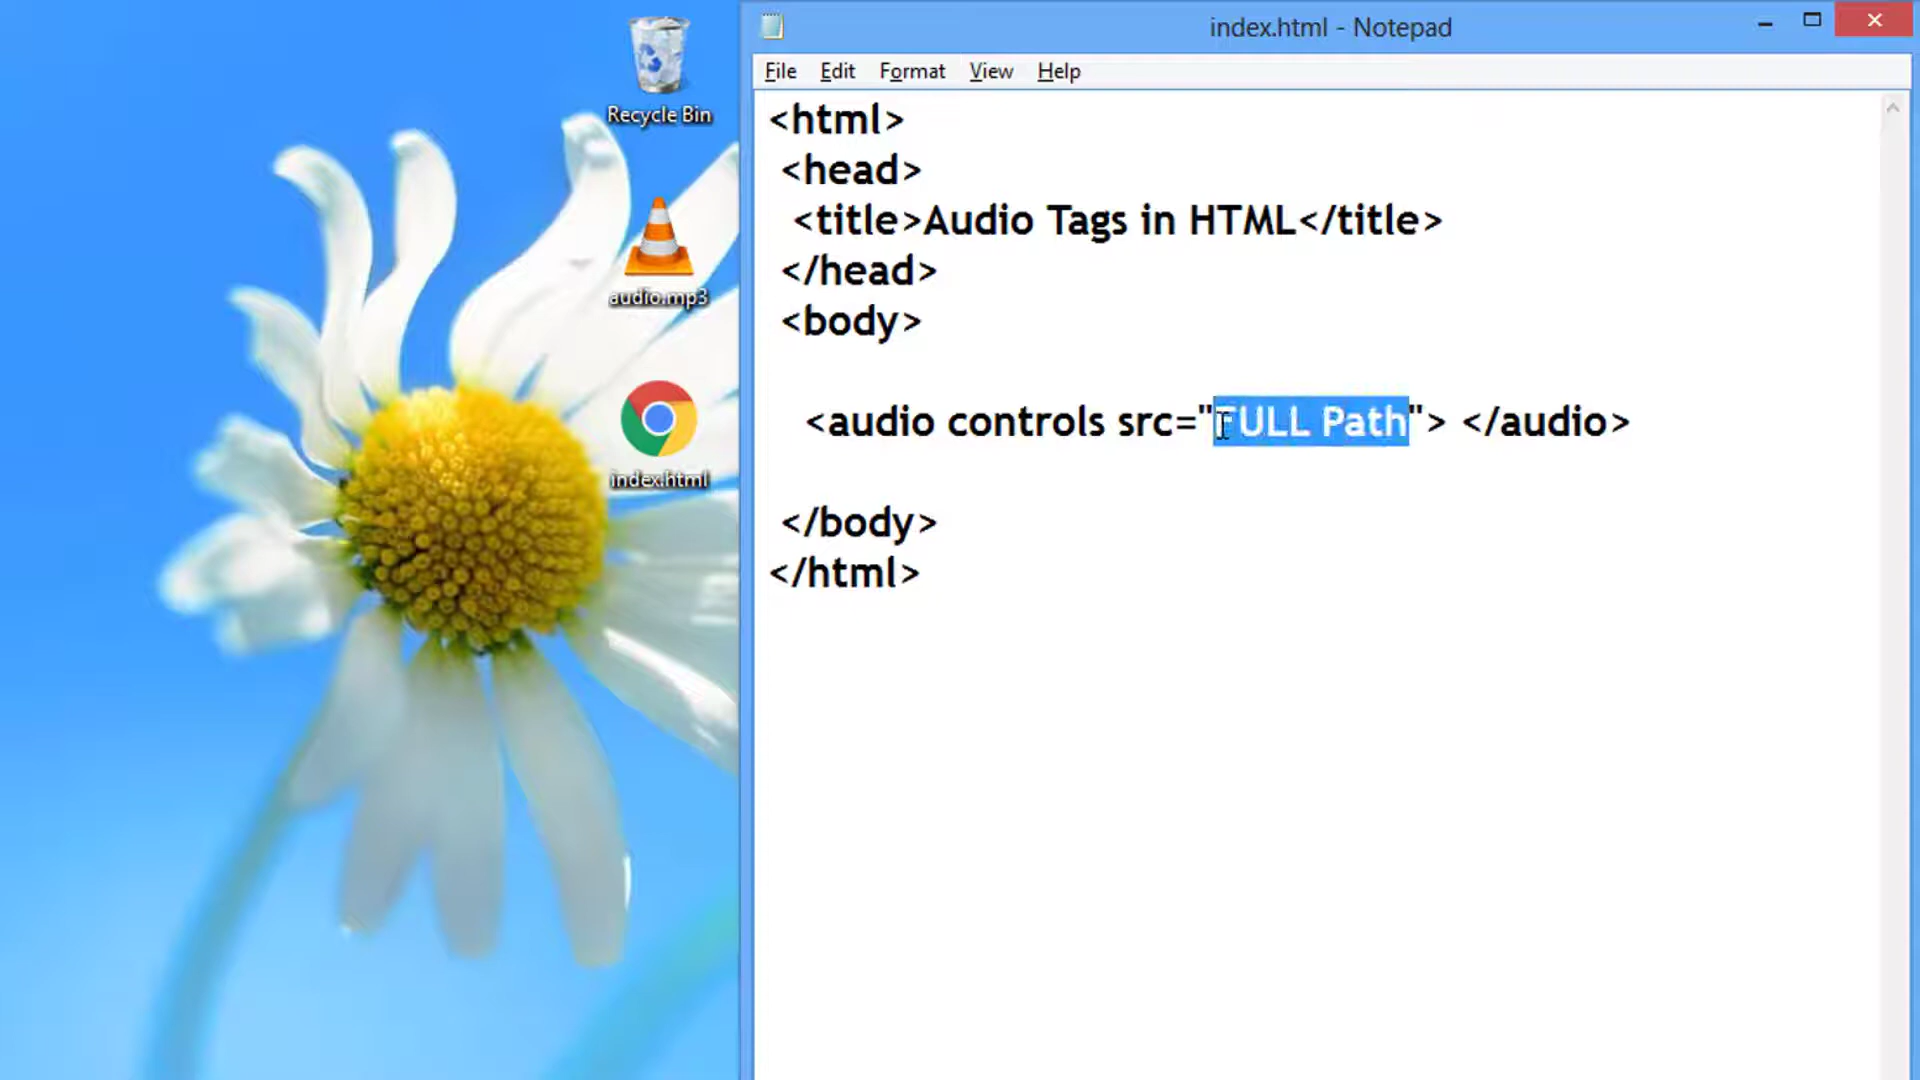 Recycle Bin
audio.mp3
index.html
index.html - Notepad
File Edit Format View Help
<html>
<head>
<title>Audio Tags in HTML</title>
</head>
<body>
<audio controls src="FULL Path"> </audio>
</body>
</html>